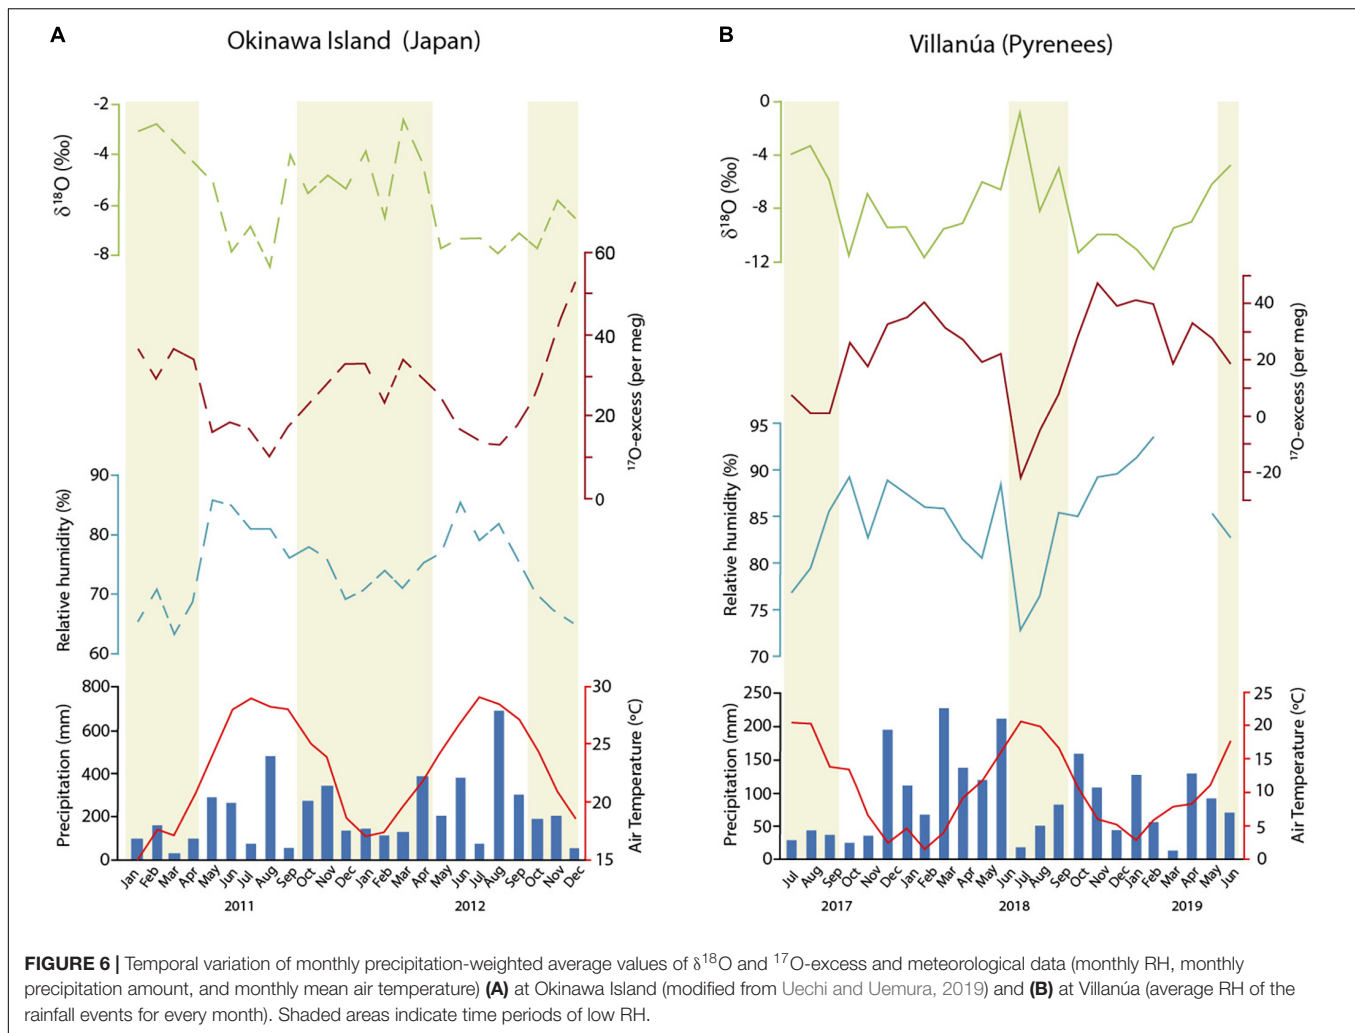 A
Okinawa Island (Japan)
-2
-4
-6
-8
δ18O (‰)
60
40
20
0
17O-excess (per meg)
90
80
70
60
Relative humidity (%)
800
600
400
200
0
Precipitation (mm)
30
25
20
15
Air Temperature (ºC)
Jan Feb Mar Apr May Jun Jul Aug Sep Oct Nov Dec Jan Feb Mar Apr May Jun Jul Aug Sep Oct Nov Dec
2011 2012
B
Villanúa (Pyrenees)
0
-4
-8
-12
δ18O (‰)
40
20
0
-20
17O-excess (per meg)
95
90
85
80
75
70
Relative humidity (%)
250
200
150
100
50
0
Precipitation (mm)
25
20
15
10
5
0
Air Temperature (ºC)
Jul Aug Sep Oct Nov Dec Jan Feb Mar Apr May Jun Jul Aug Sep Oct Nov Dec Jan Feb Mar Apr May Jun
2017 2018 2019
FIGURE 6 | Temporal variation of monthly precipitation-weighted average values of δ18O and 17O-excess and meteorological data (monthly RH, monthly
precipitation amount, and monthly mean air temperature) (A) at Okinawa Island (modified from Uechi and Uemura, 2019) and (B) at Villanúa (average RH of the
rainfall events for every month). Shaded areas indicate time periods of low RH.